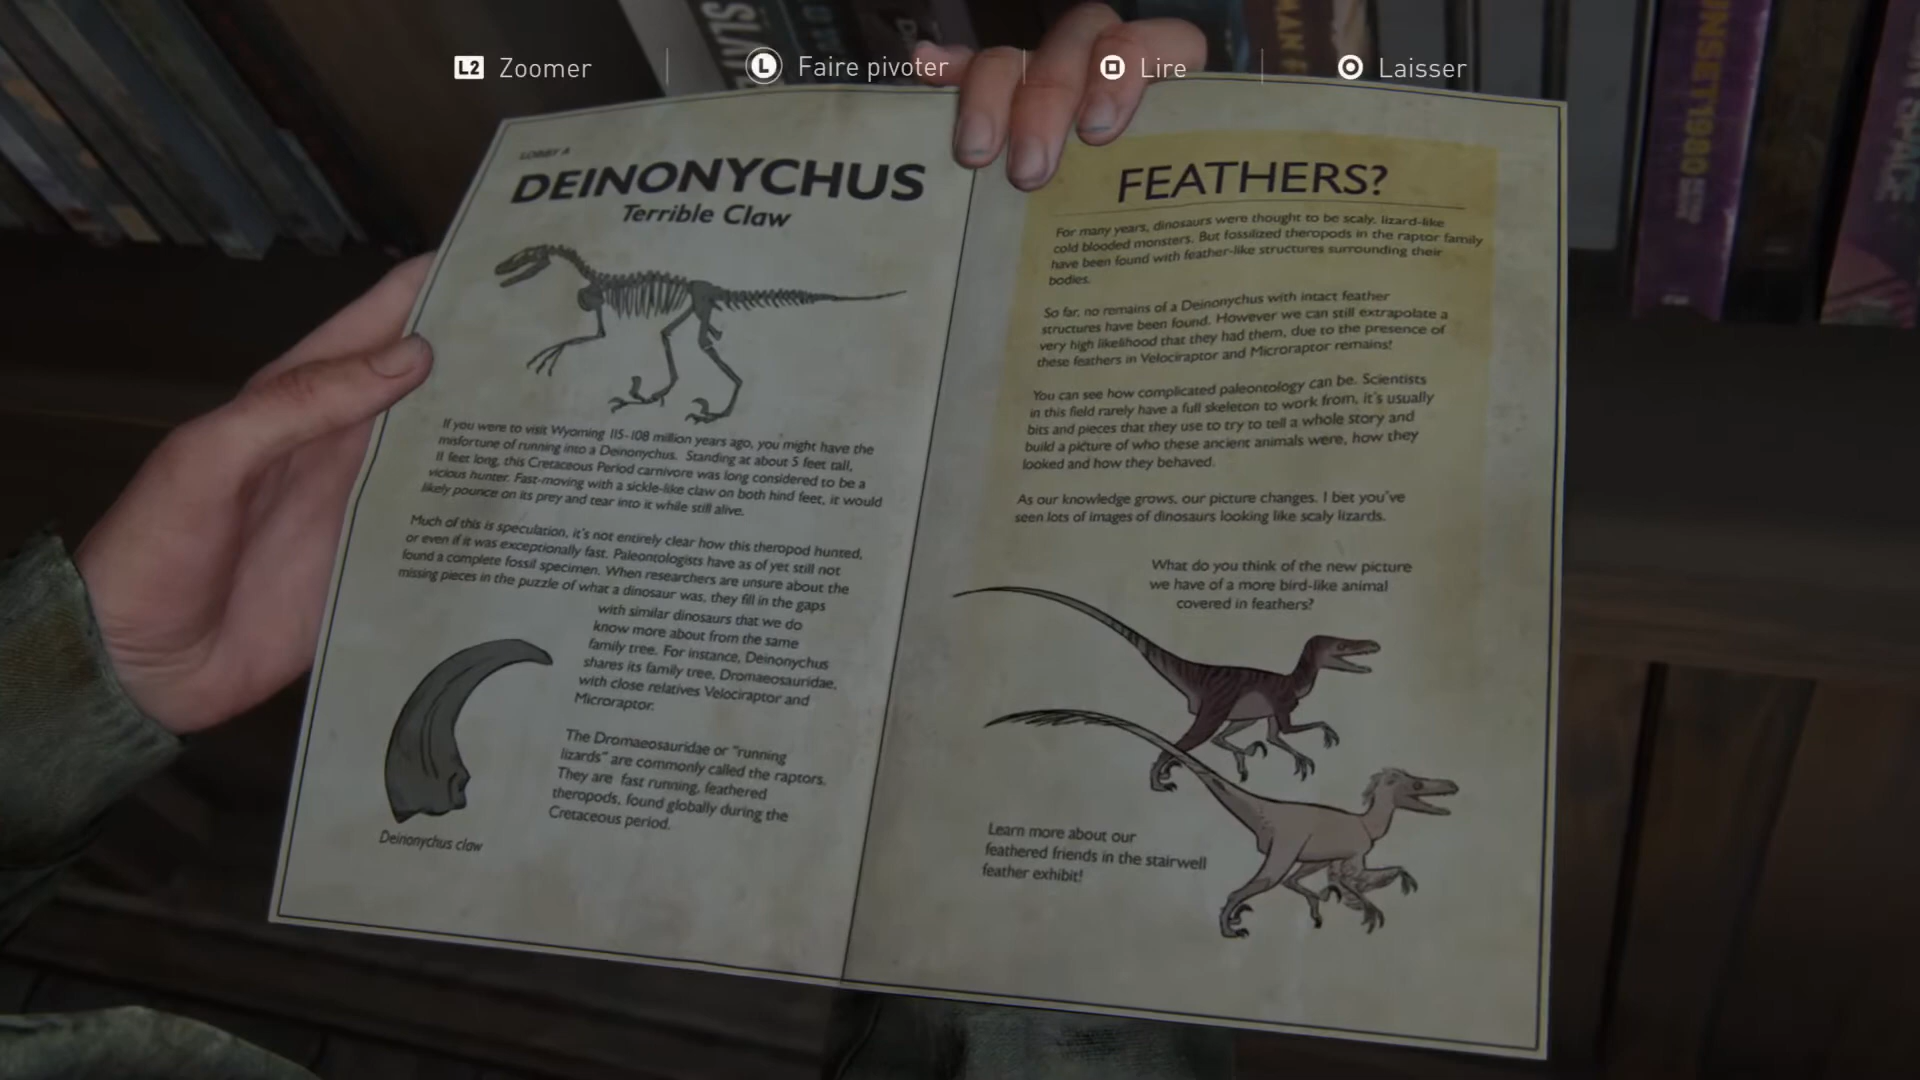 L2 Zoomer
L Faire pivoter
Lire
Laisser
UNSET1980
LOBBY A
DEINONYCHUS
Terrible Claw
If you were to visit Wyoming 115-108 million years ago, you might have the
misfortune of running into a Deinonychus. Standing at about 5 feet tall,
11 feet long, this Cretaceous Period carnivore was long considered to be a
vicious hunter. Fast-moving with a sickle-like claw on both hind feet, it would
likely pounce on its prey and tear into it while still alive.
Much of this is speculation, it's not entirely clear how this theropod hunted,
or even if it was exceptionally fast. Paleontologists have as of yet still not
found a complete fossil specimen. When researchers are unsure about the
missing pieces in the puzzle of what a dinosaur was, they fill in the gaps
with similar dinosaurs that we do
know more about from the same
family tree. For instance, Deinonychus
shares its family tree, Dromaeosauridae,
with close relatives Velociraptor and
Microraptor.
The Dromaeosauridae or "running
lizards" are commonly called the raptors.
They are fast running, feathered
theropods, found globally during the
Cretaceous period.
Deinonychus claw
FEATHERS?
For many years, dinosaurs were thought to be scaly, lizard-like
cold blooded monsters. But fossilized theropods in the raptor family
have been found with feather-like structures surrounding their
bodies.
So far, no remains of a Deinonychus with intact feather
structures have been found. However we can still extrapolate a
very high likelihood that they had them, due to the presence of
these feathers in Velociraptor and Microraptor remains!
You can see how complicated paleontology can be. Scientists
in this field rarely have a full skeleton to work from, it's usually
bits and pieces that they use to try to tell a whole story and
build a picture of who these ancient animals were, how they
looked and how they behaved.
As our knowledge grows, our picture changes. I bet you've
seen lots of images of dinosaurs looking like scaly lizards.
What do you think of the new picture
we have of a more bird-like animal
covered in feathers?
Learn more about our
feathered friends in the stairwell
feather exhibit!